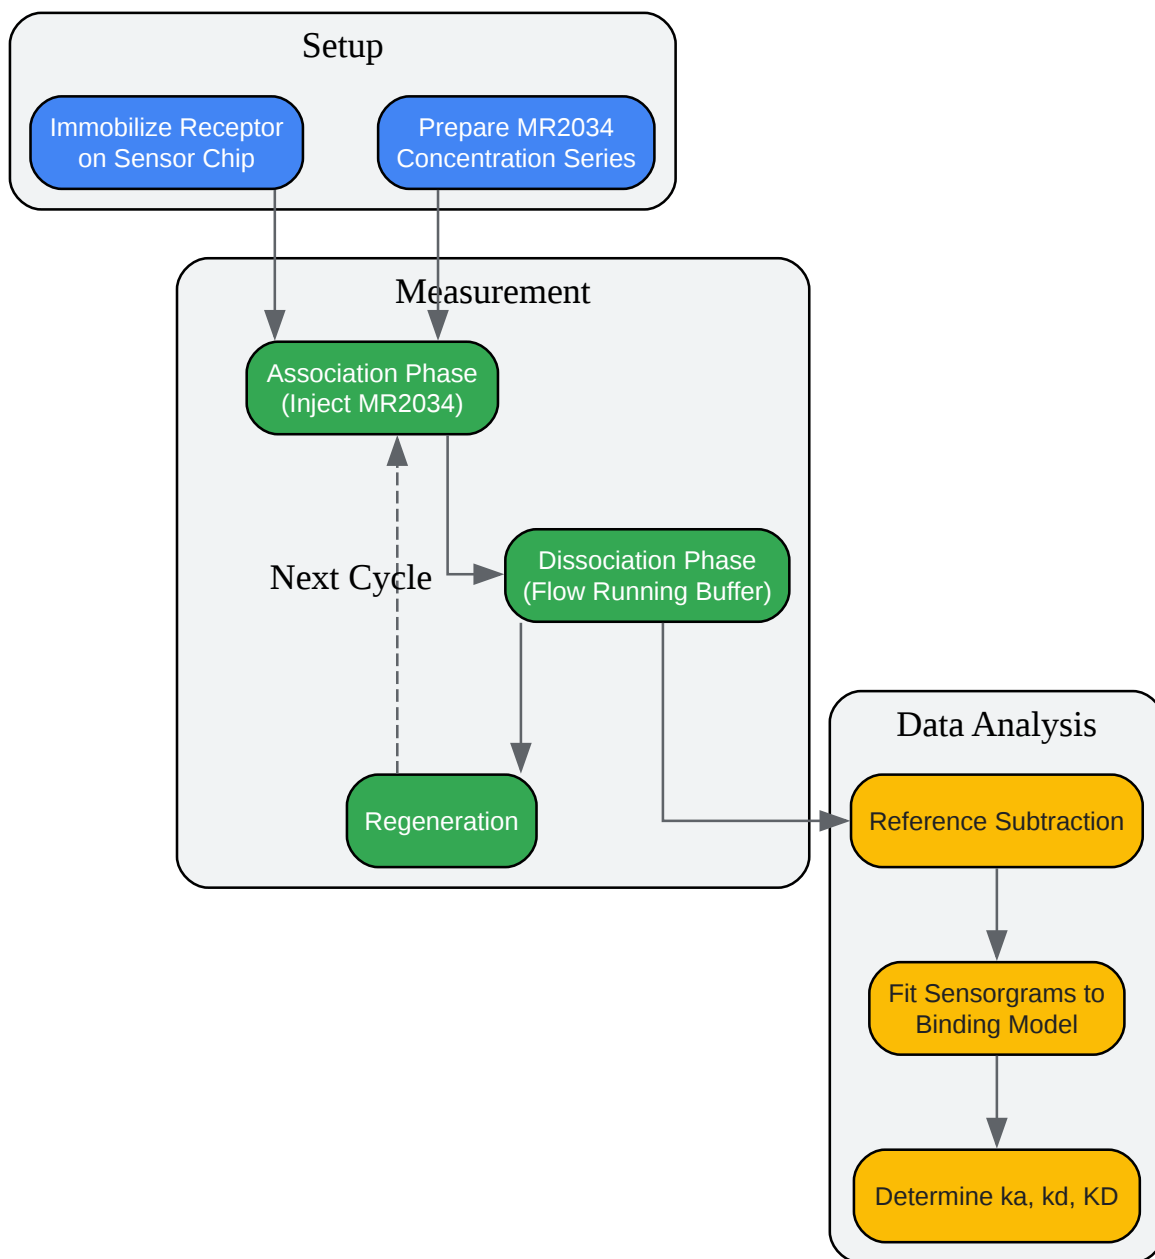 Setup
Immobilize Receptor
on Sensor Chip
Prepare MR2034
Concentration Series
Measurement
Association Phase
(Inject MR2034)
Next Cycle
Dissociation Phase
(Flow Running Buffer)
Regeneration
Data Analysis
Reference Subtraction
Fit Sensorgrams to
Binding Model
Determine ka, kd, KD